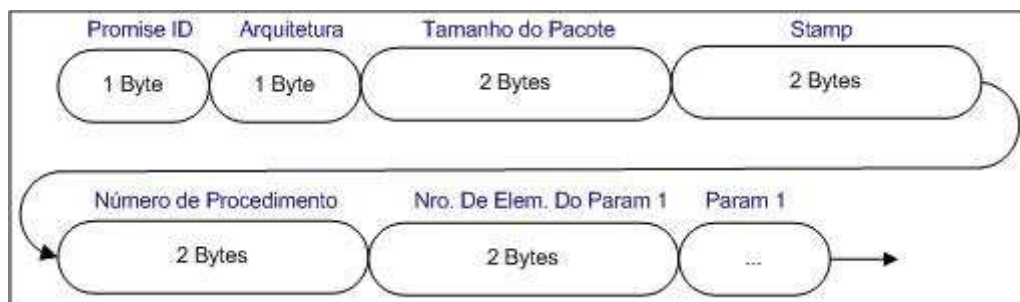 Promise ID Arquitetura Tamanho do Pacote Stamp
1 Byte 1 Byte 2 Bytes 2 Bytes
Número de Procedimento Nro. De Elem. Do Param 1 Param 1
2 Bytes 2 Bytes ...